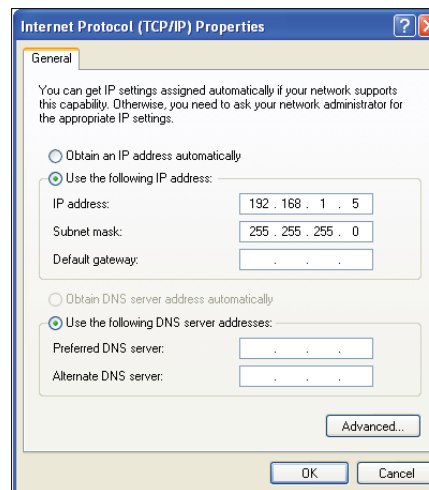 Internet Protocol (TCP/IP) Properties
General
You can get IP settings assigned automatically if your network supports
this capability. Otherwise, you need to ask your network administrator for
the appropriate IP settings.
Obtain an IP address automatically
Use the following IP address:
IP address: 192 . 168 . 1 . 5
Subnet mask: 255 . 255 . 255 . 0
Default gateway: . . .
Obtain DNS server address automatically
Use the following DNS server addresses:
Preferred DNS server: . . .
Alternate DNS server: . . .
Advanced...
OK Cancel